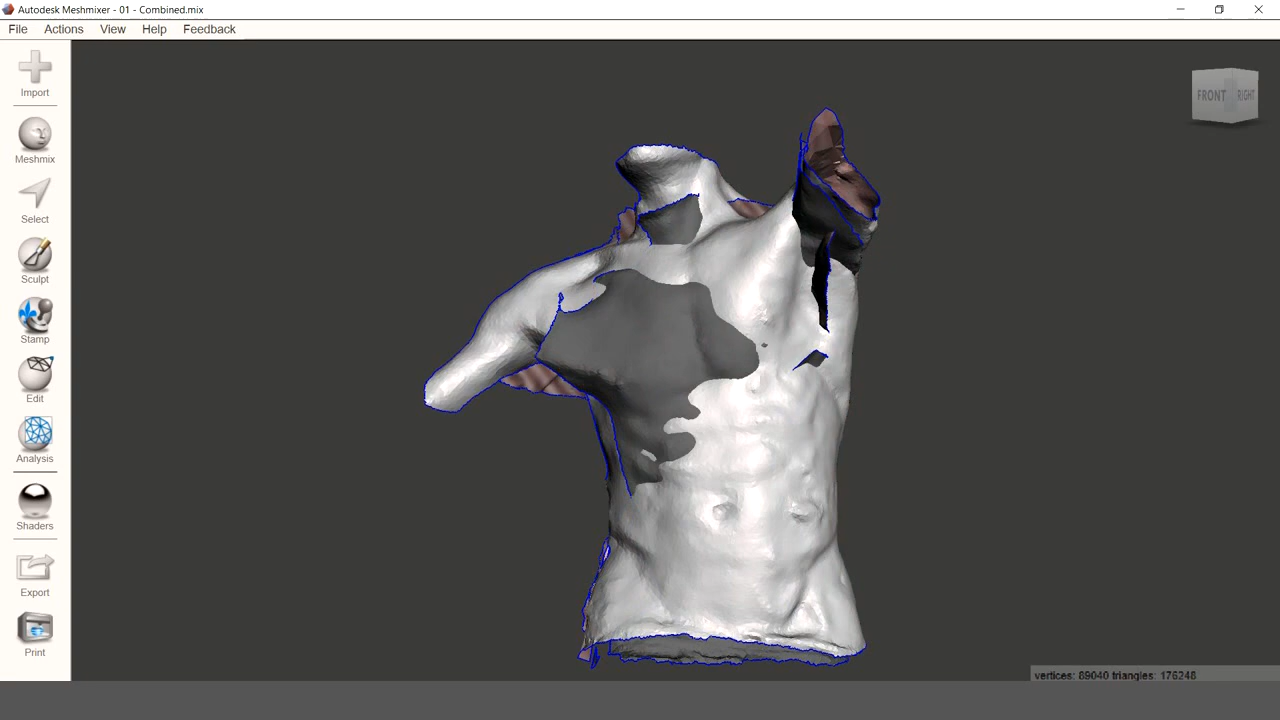 Autodesk Meshmixer - 01 - Combined.mix
File Actions View Help Feedback
Import
Meshmix
Select
Sculpt
Stamp
Edit
Analysis
Shaders
Export
Print
FRONT RIGHT
vertices: 89040 triangles: 176248